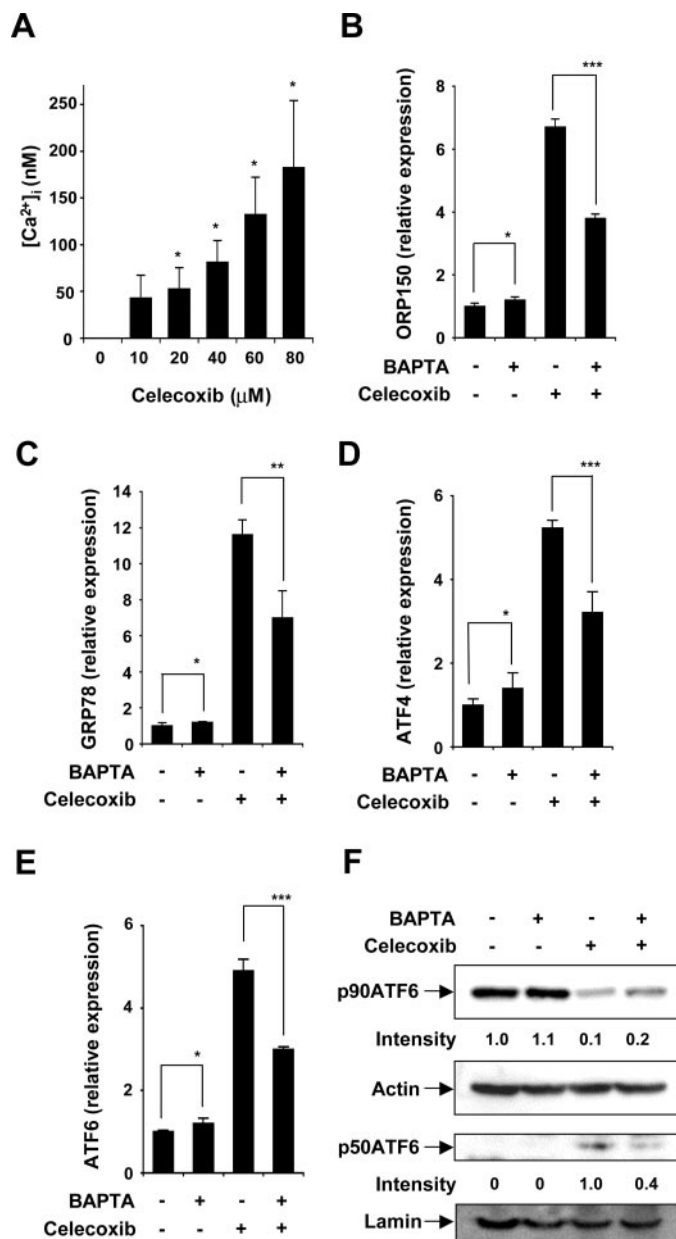 A
[Ca²⁺]ᵢ (nM)
250
200
150
100
50
0
*
*
*
*
0 10 20 40 60 80
Celecoxib (μM)
B
ORP150 (relative expression)
8
6
4
2
0
*
***
BAPTA - + - +
Celecoxib - - + +
C
GRP78 (relative expression)
14
12
10
8
6
4
2
0
*
**
BAPTA - + - +
Celecoxib - - + +
D
ATF4 (relative expression)
6
4
2
0
*
***
BAPTA - + - +
Celecoxib - - + +
E
ATF6 (relative expression)
6
4
2
0
*
***
BAPTA - + - +
Celecoxib - - + +
F
BAPTA - + - +
Celecoxib - - + +
p90ATF6
Intensity 1.0 1.1 0.1 0.2
Actin
p50ATF6
Intensity 0 0 1.0 0.4
Lamin